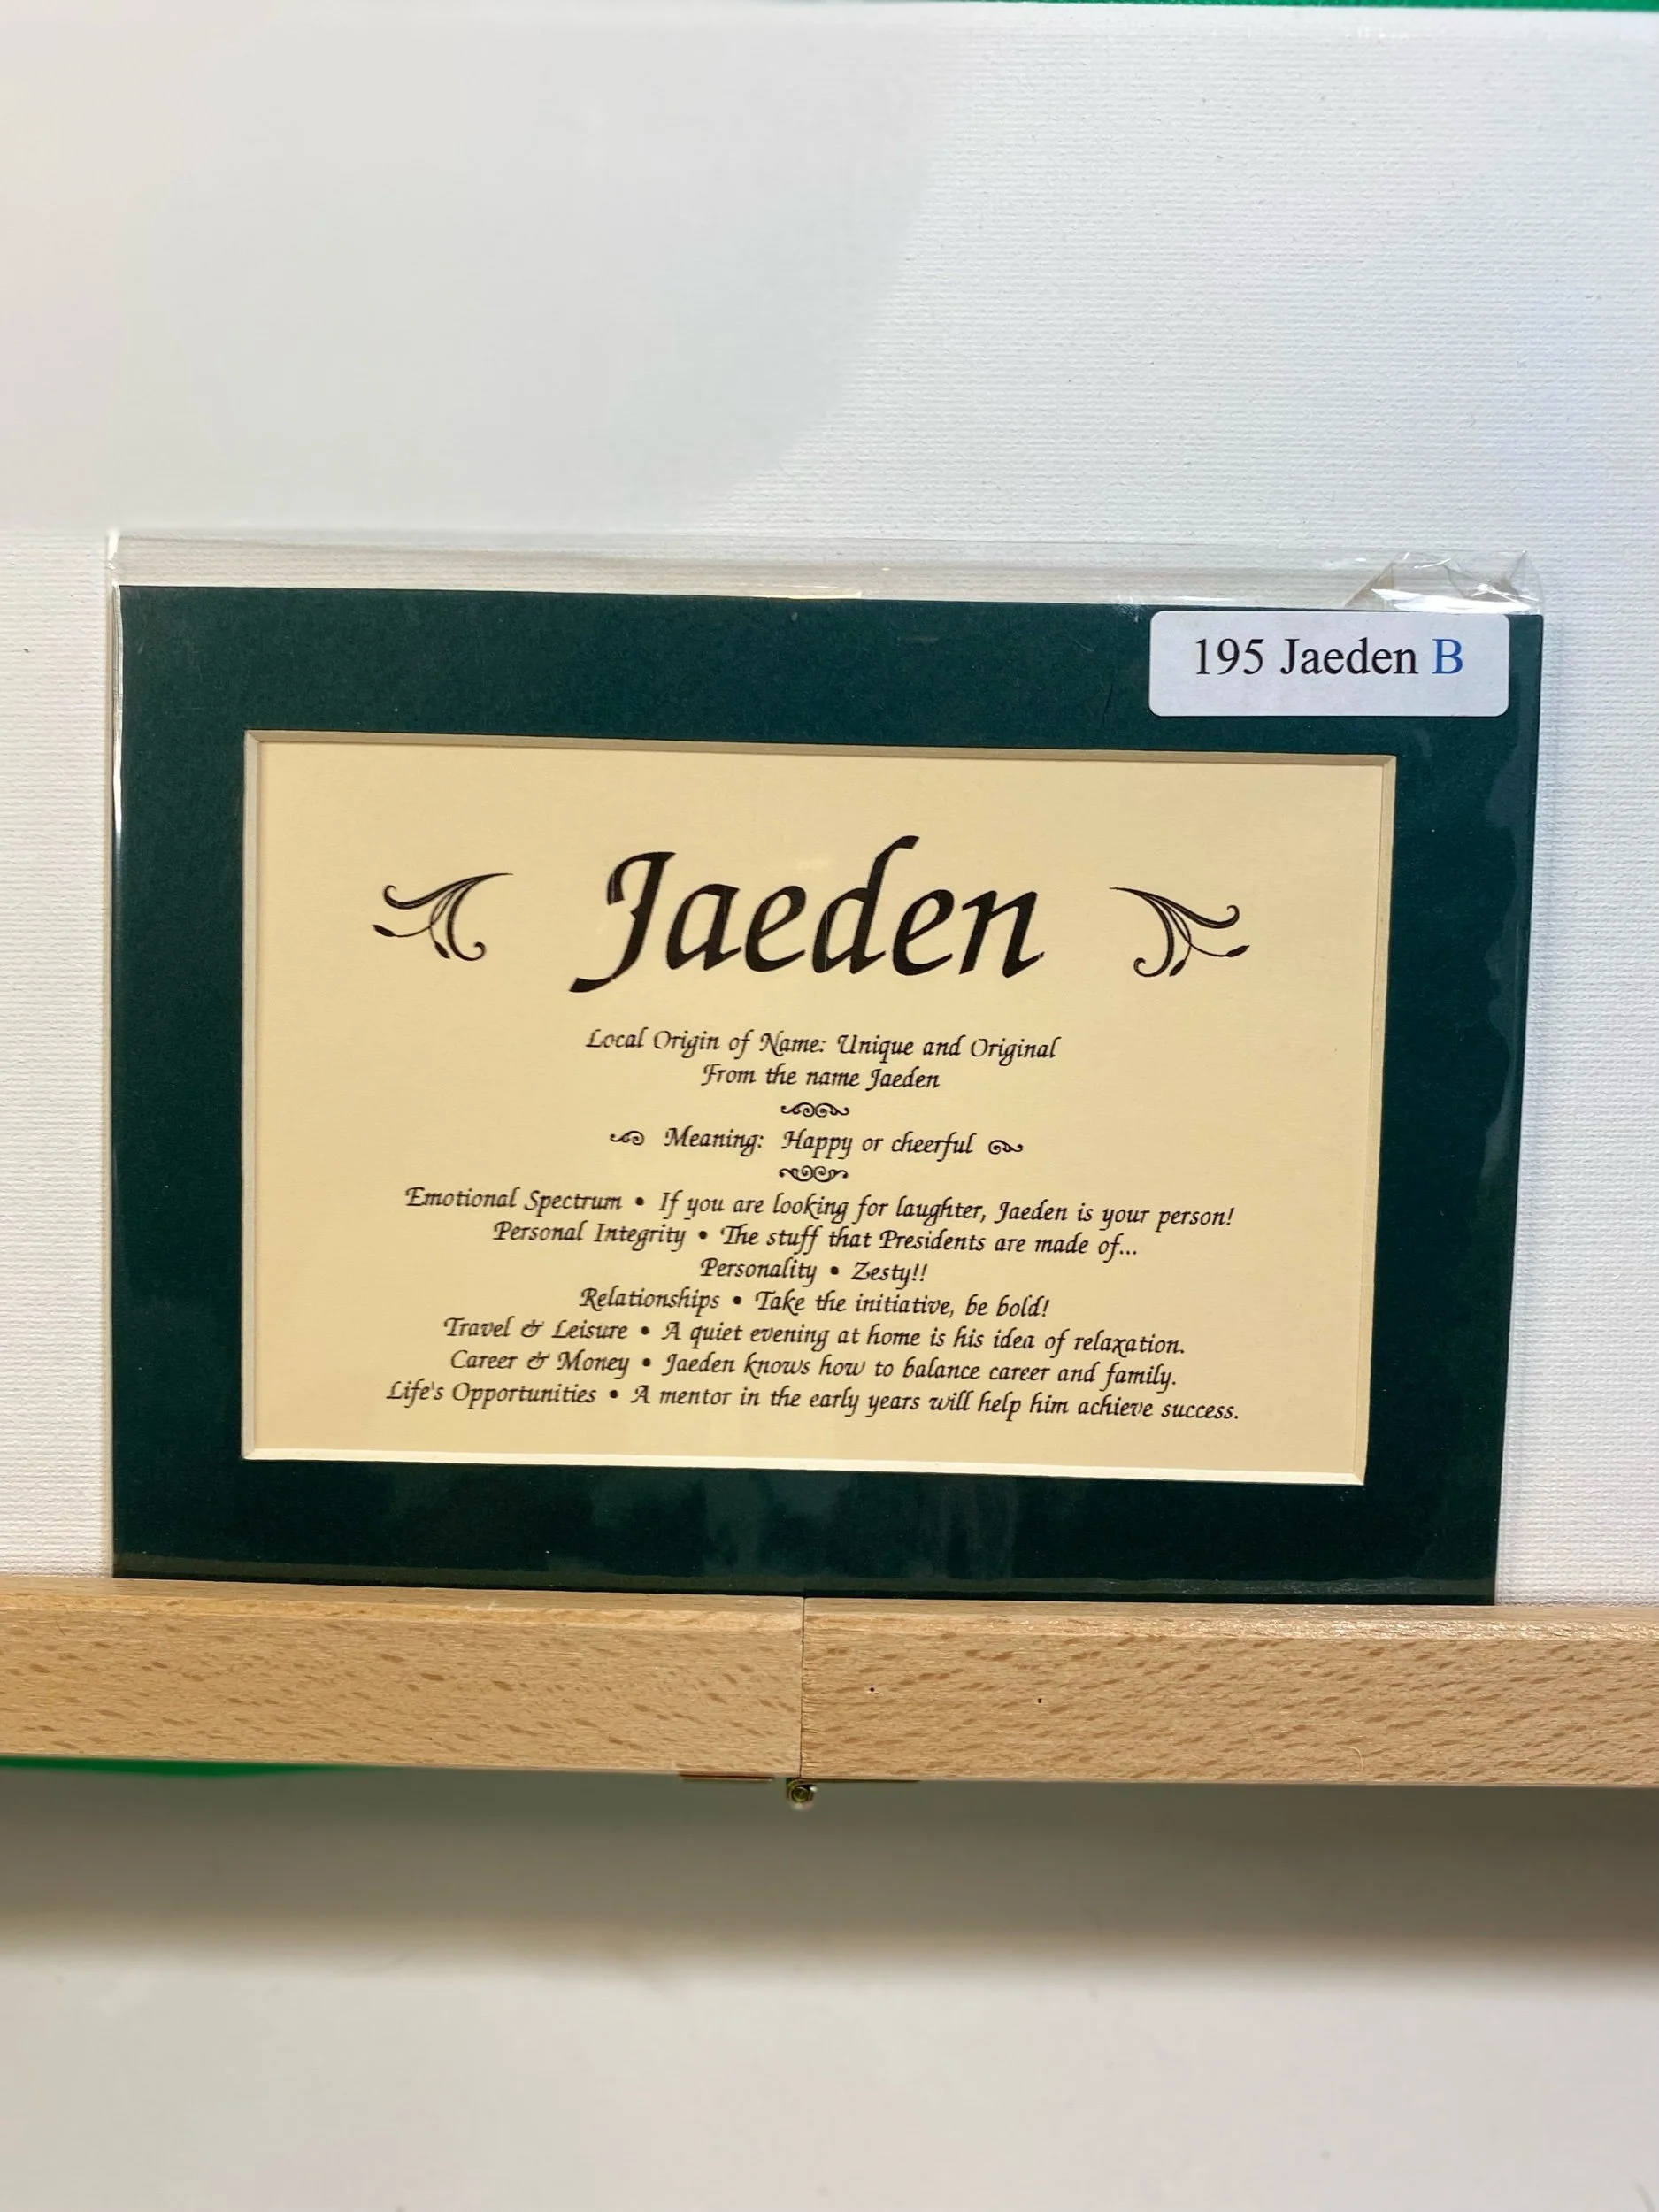 195 Jaeden B
Jaeden
Local Origin of Name: Unique and Original
From the name Jaeden
Meaning: Happy or cheerful
Emotional Spectrum • If you are looking for laughter, Jaeden is your person!
Personal Integrity • The stuff that Presidents are made of...
Personality • Zesty!!
Relationships • Take the initiative, be bold!
Travel & Leisure • A quiet evening at home is his idea of relaxation.
Career & Money • Jaeden knows how to balance career and family.
Life's Opportunities • A mentor in the early years will help him achieve success.